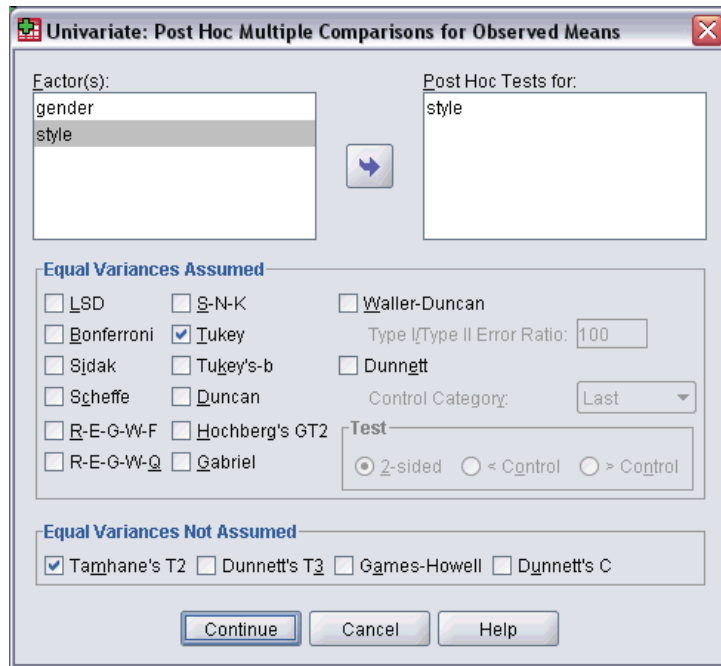 Univariate: Post Hoc Multiple Comparisons for Observed Means
Factor(s):
gender
style
Post Hoc Tests for:
style
Equal Variances Assumed
LSD
S-N-K
Waller-Duncan
Bonferroni
Tukey
Type I/Type II Error Ratio: 100
Sidak
Tukey's-b
Dunnett
Scheffe
Duncan
Control Category: Last
R-E-G-W-F
Hochberg's GT2
Test
R-E-G-W-Q
Gabriel
2-sided
< Control
> Control
Equal Variances Not Assumed
Tamhane's T2
Dunnett's T3
Games-Howell
Dunnett's C
Continue
Cancel
Help